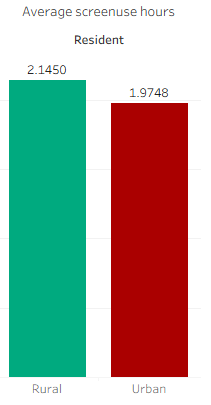 Average screenuse hours
Resident
2.1450
1.9748
Rural
Urban